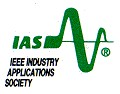 IAS
®
IEEE INDUSTRY
APPLICATIONS
SOCIETY